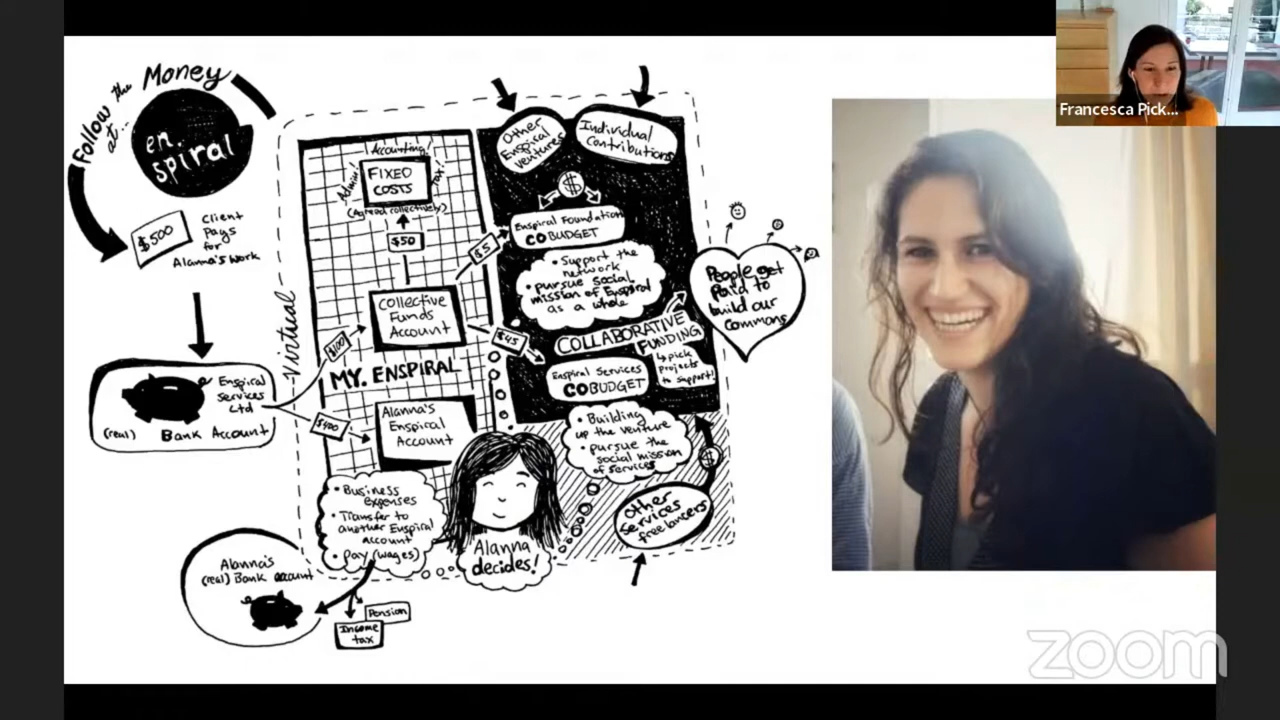 Follow the Money
at...
en.
spiral
$500
Client
Pays
for
Alanna's Work
Enspiral
Services
Ltd
(real) Bank Account
Virtual
$100
$400
Accounting!
Admin!
Tax!
FIXED
COSTS
(Agreed collectively)
$50
Collective
Funds
Account
$5
$45
MY. ENSPIRAL
Alanna's
Enspiral
Account
• Business
expenses
• Transfer to
another Enspiral
account
• Pay (wages)
Alanna
decides!
Alanna's
(real) Bank account
Pension
Income
tax
Other
Enspiral
Ventures
Individual
Contributions
$
Enspiral Foundation
COBUDGET
• Support the
network
• pursue social
mission of Enspiral
as a whole
COLLABORATIVE
FUNDING
↳ pick
projects
to support!
Enspiral Services
COBUDGET
• Building
up the venture
• pursue the
social mission
of services
$
Other
Services
freelancers
People get
Paid to
build our
commons
Francesca Pick...
zoom